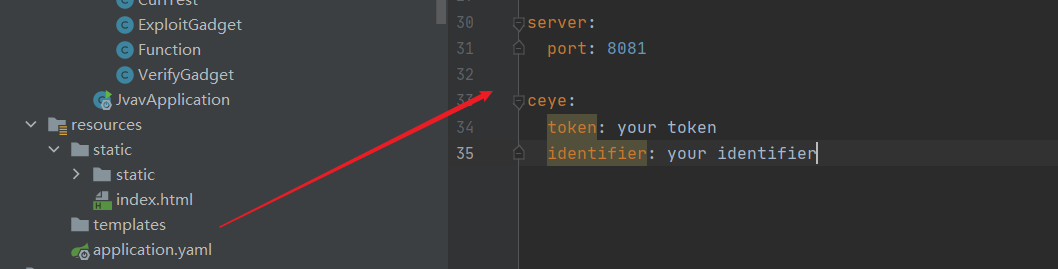 CurlTest
ExploitGadget
Function
VerifyGadget
JvavApplication
resources
static
static
index.html
templates
application.yaml
30 server:
31 port: 8081
32
33 ceye:
34 token: your token
35 identifier: your identifier